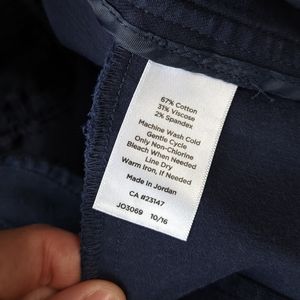 67% Cotton
31% Viscose
2% Spandex
Machine Wash Cold
Gentle Cycle
Only Non-Chlorine
Bleach When Needed
Line Dry
Warm Iron, If Needed
Made in Jordan
CA #23147
JO3069 10/16